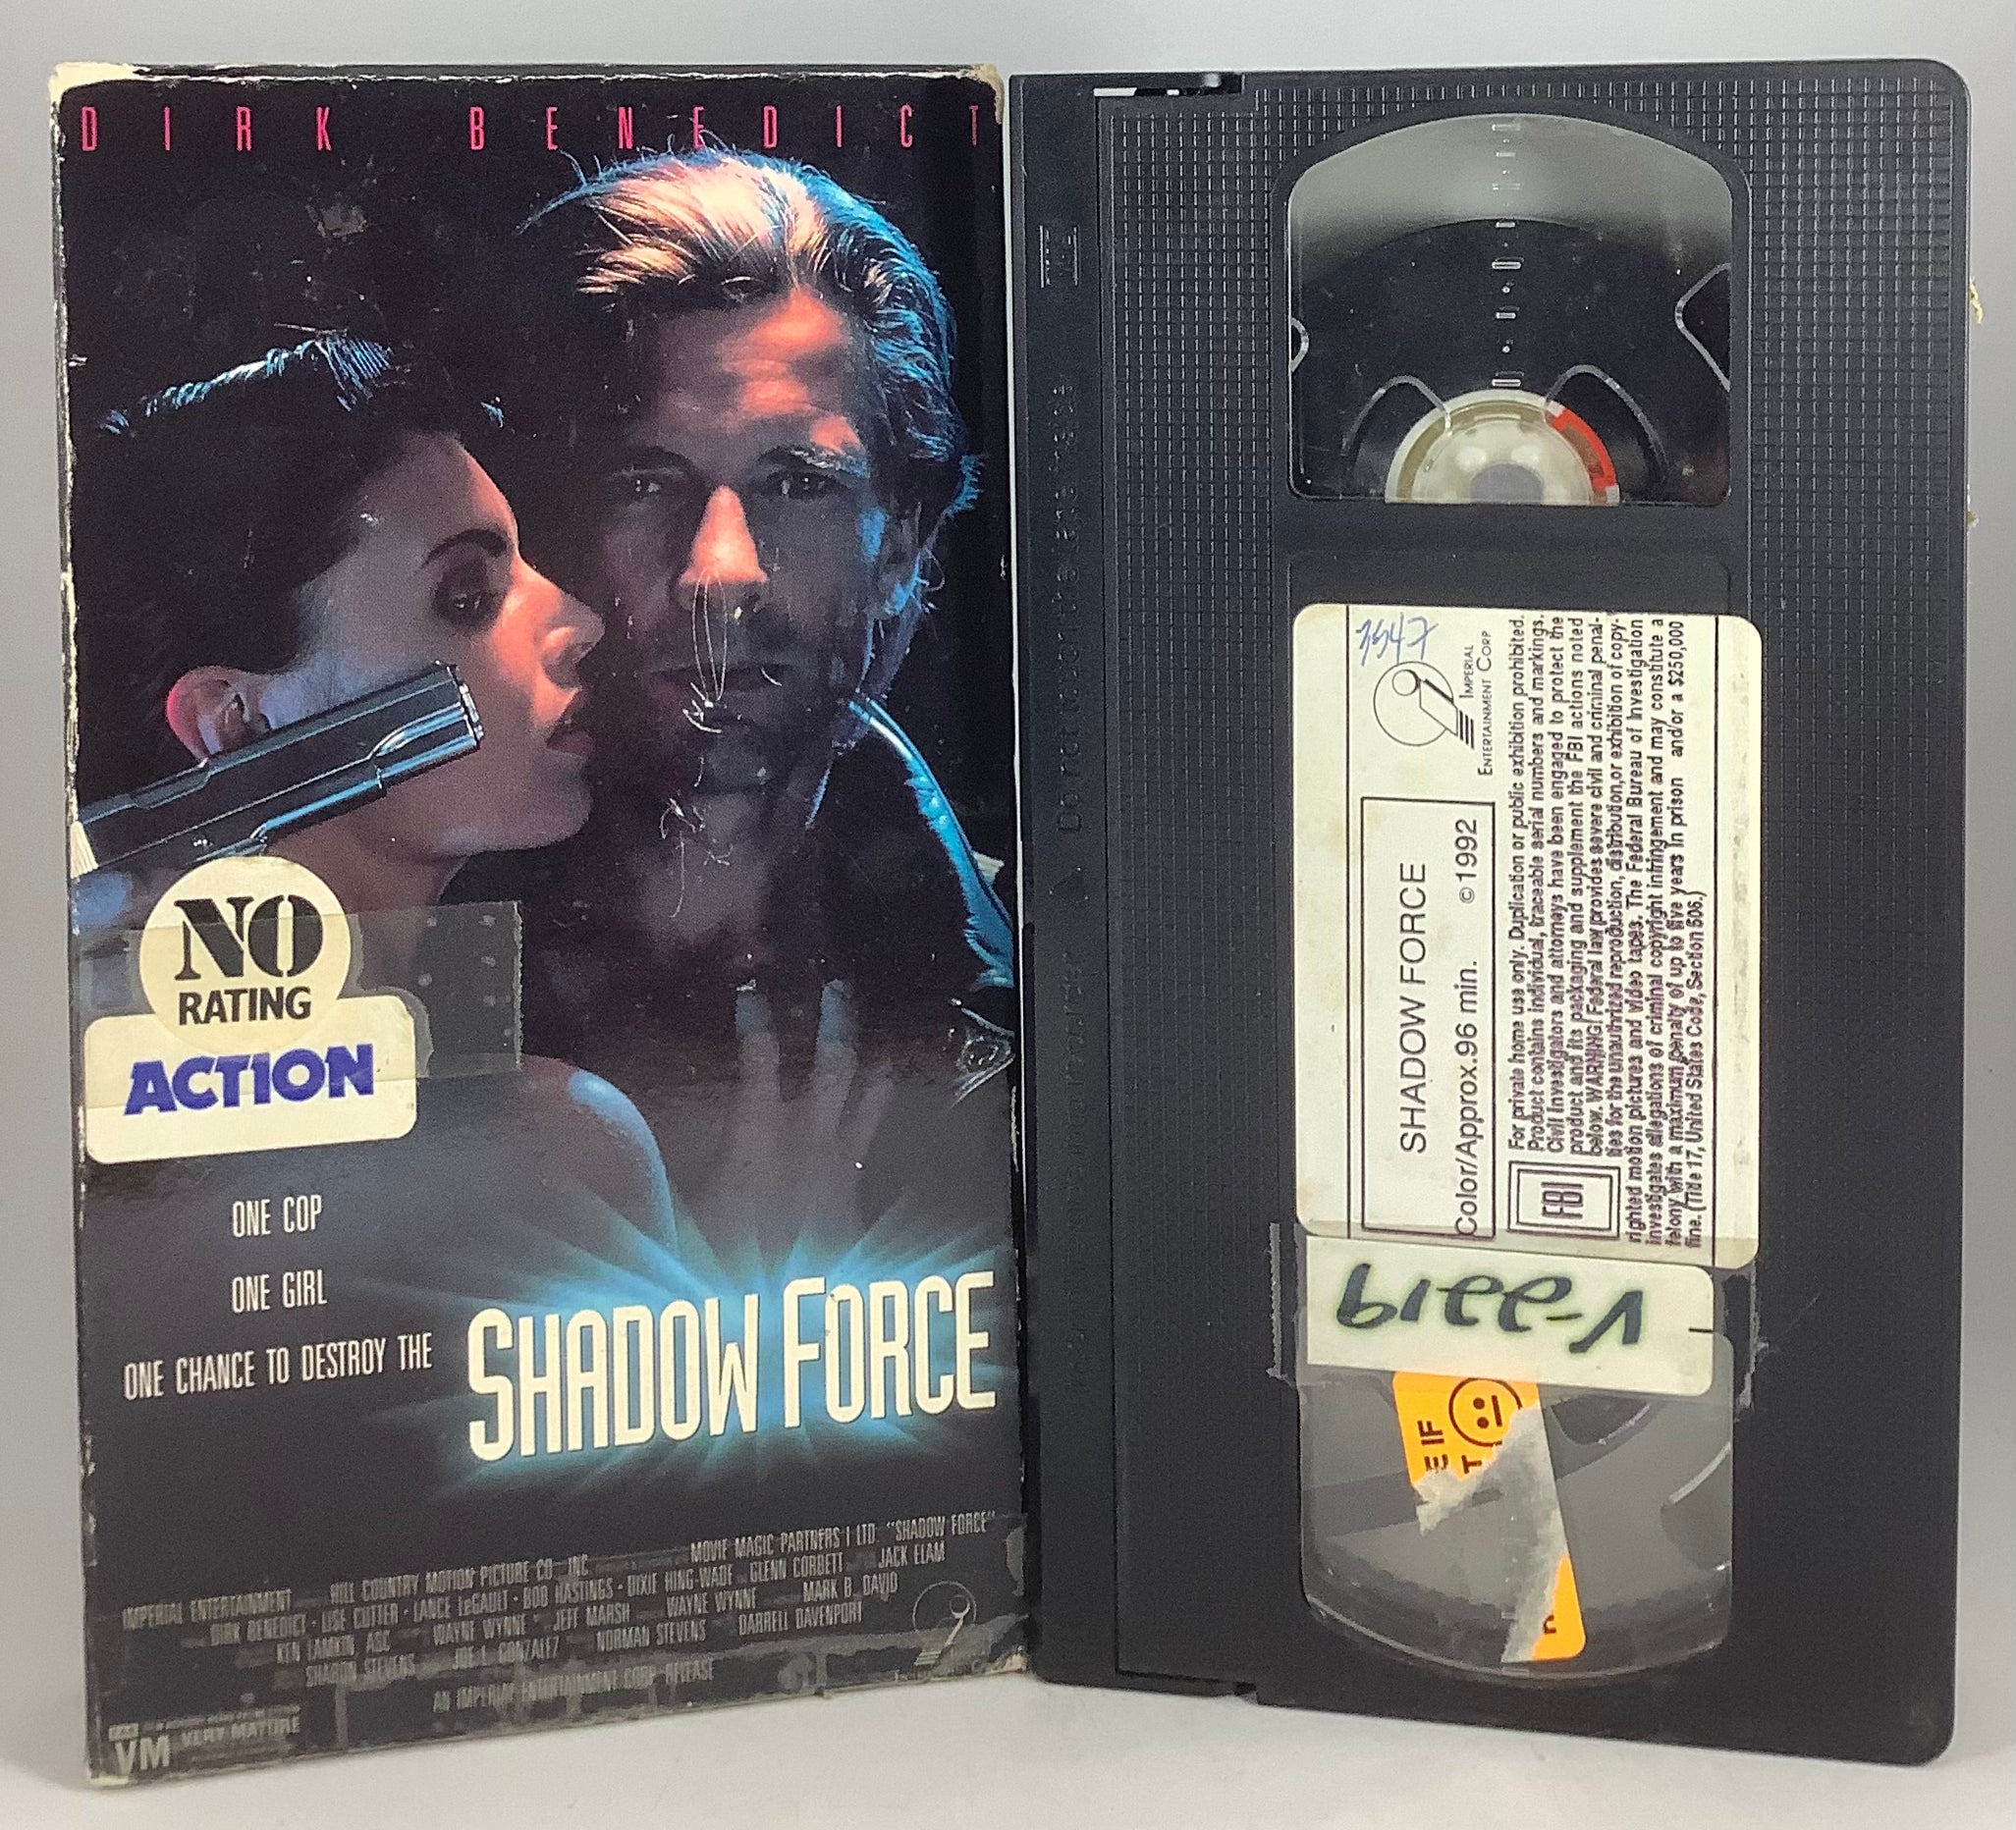 DIRK BENEDICT
NO
RATING
ACTION
ONE COP
ONE GIRL
ONE CHANCE TO DESTROY THE
SHADOW FORCE
MOVIE MAGIC PARTNERS I LTD. "SHADOW FORCE"
IMPERIAL ENTERTAINMENT HILL COUNTRY MOTION PICTURE CO., INC.
DIRK BENEDICT · LISE CUTTER · LANCE LeGAULT · BOB HASTINGS · DIXIE KING-WADE GLENN CORBETT JACK ELAM
KEN LAMKIN, ASC WAYNE WYNNE JEFF MARSH WAYNE WYNNE MARK B. DAVID
SHARON STEVENS JOE L. GONZALEZ NORMAN STEVENS DARRELL DAVENPORT
AN IMPERIAL ENTERTAINMENT CORP. RELEASE
VM VERY MATURE
VHS
Do not open the tape inside
3547
IMPERIAL
ENTERTAINMENT CORP
SHADOW FORCE
Color/Approx.96 min. ©1992
FBI
For private home use only. Duplication or public exhibition prohibited.
Product contains individual, traceable serial numbers and markings.
Civil investigators and attorneys have been engaged to protect the
product and its packaging and supplement the FBI actions noted
below. WARNING! Federal law provides severe civil and criminal penal-
ties for the unauthorized reproduction, distribution, or exhibition of copy-
righted motion pictures and video tapes. The Federal Bureau of Investigation
investigates allegations of criminal copyright infringement and may constitute a
felony with a maximum penalty of up to five years in prison and/or a $250,000
fine. (Title 17, United States Code, Section 506.)
E IF
T